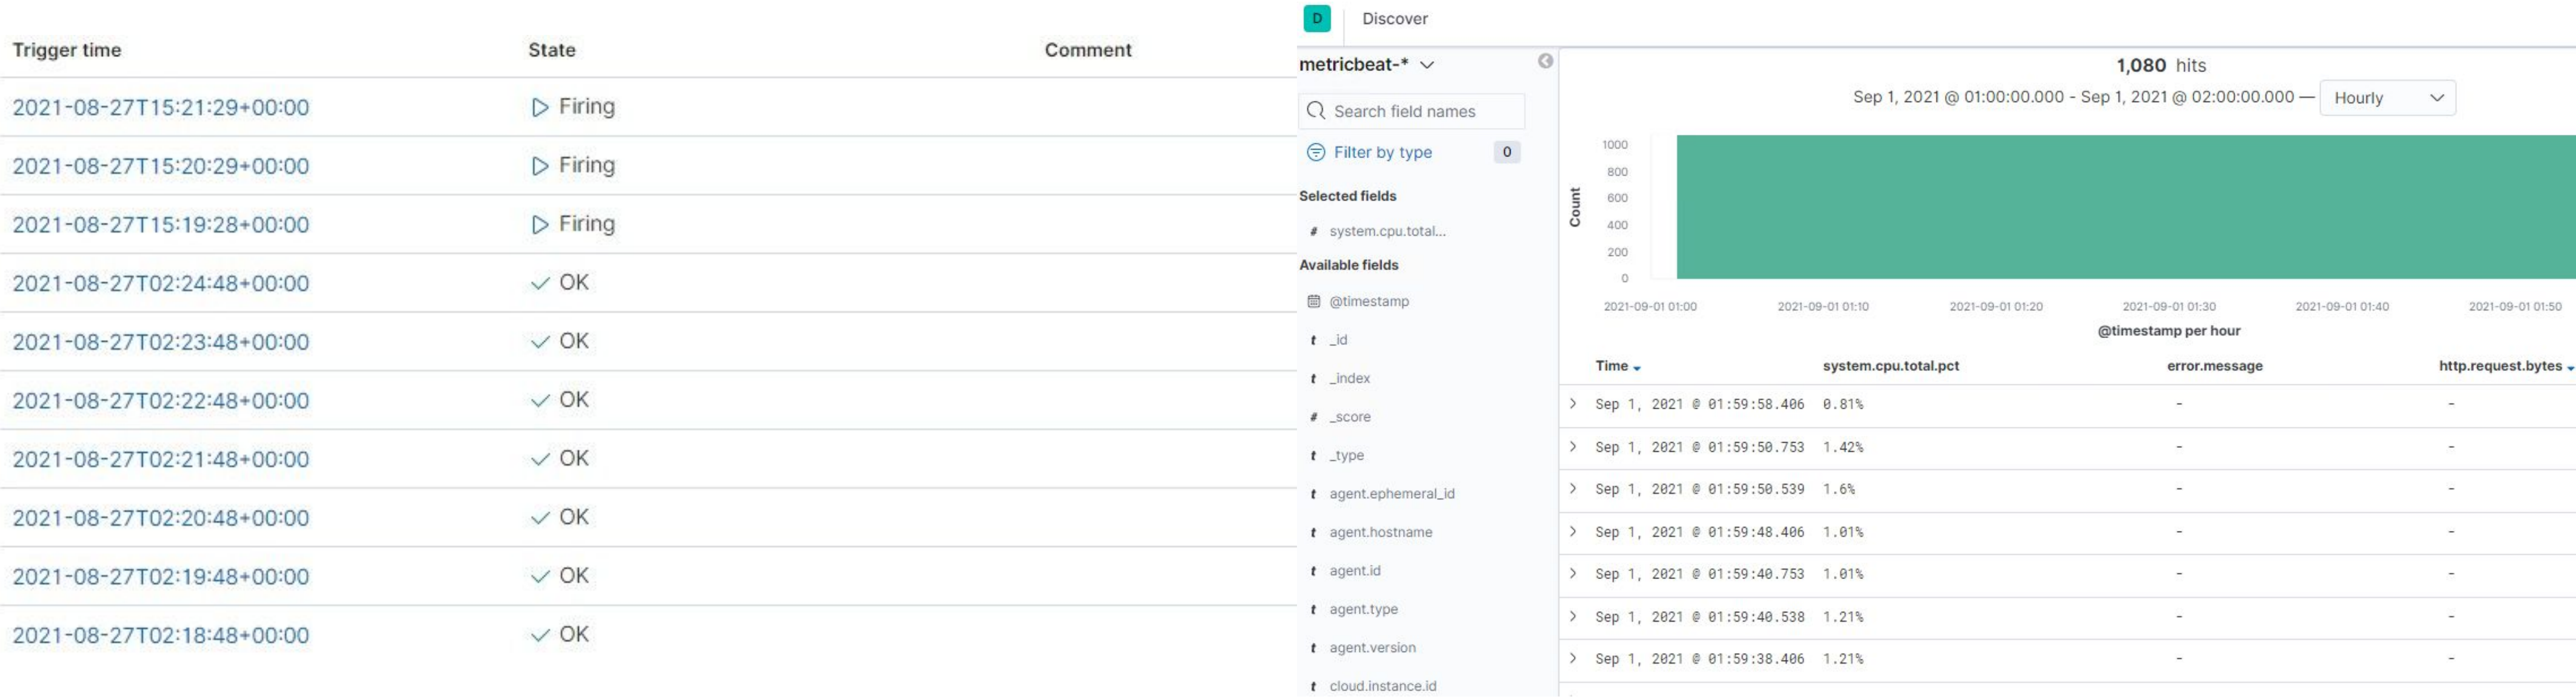 Trigger time State Comment
2021-08-27T15:21:29+00:00 Firing
2021-08-27T15:20:29+00:00 Firing
2021-08-27T15:19:28+00:00 Firing
2021-08-27T02:24:48+00:00 OK
2021-08-27T02:23:48+00:00 OK
2021-08-27T02:22:48+00:00 OK
2021-08-27T02:21:48+00:00 OK
2021-08-27T02:20:48+00:00 OK
2021-08-27T02:19:48+00:00 OK
2021-08-27T02:18:48+00:00 OK
D Discover
metricbeat-*
Search field names
Filter by type 0
Selected fields
# system.cpu.total...
Available fields
@timestamp
t _id
t _index
# _score
t _type
t agent.ephemeral_id
t agent.hostname
t agent.id
t agent.type
t agent.version
t cloud.instance.id
1,080 hits
Sep 1, 2021 @ 01:00:00.000 - Sep 1, 2021 @ 02:00:00.000 — Hourly
Count
1000
800
600
400
200
0
2021-09-01 01:00 2021-09-01 01:10 2021-09-01 01:20 2021-09-01 01:30 2021-09-01 01:40 2021-09-01 01:50
@timestamp per hour
Time system.cpu.total.pct error.message http.request.bytes
Sep 1, 2021 @ 01:59:58.406 0.81% - -
Sep 1, 2021 @ 01:59:50.753 1.42% - -
Sep 1, 2021 @ 01:59:50.539 1.6% - -
Sep 1, 2021 @ 01:59:48.406 1.01% - -
Sep 1, 2021 @ 01:59:40.753 1.01% - -
Sep 1, 2021 @ 01:59:40.538 1.21% - -
Sep 1, 2021 @ 01:59:38.406 1.21% - -